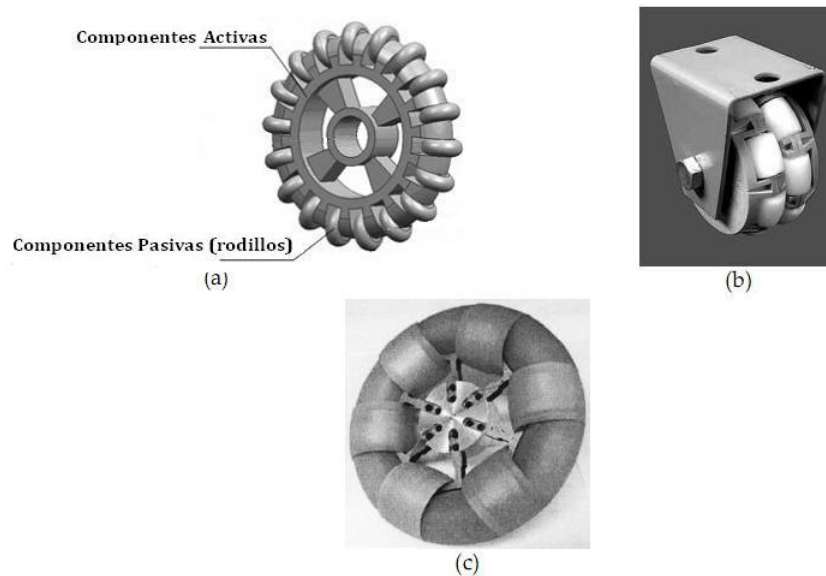 Componentes Activas
Componentes Pasivas (rodillos)
(a)
(b)
(c)